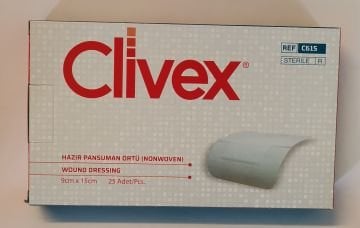 Clivex®
REF C615
STERILE R
HAZIR PANSUMAN ÖRTÜ (NONWOVEN)
WOUND DRESSING
9cm x 15cm 25 Adet/Pcs.